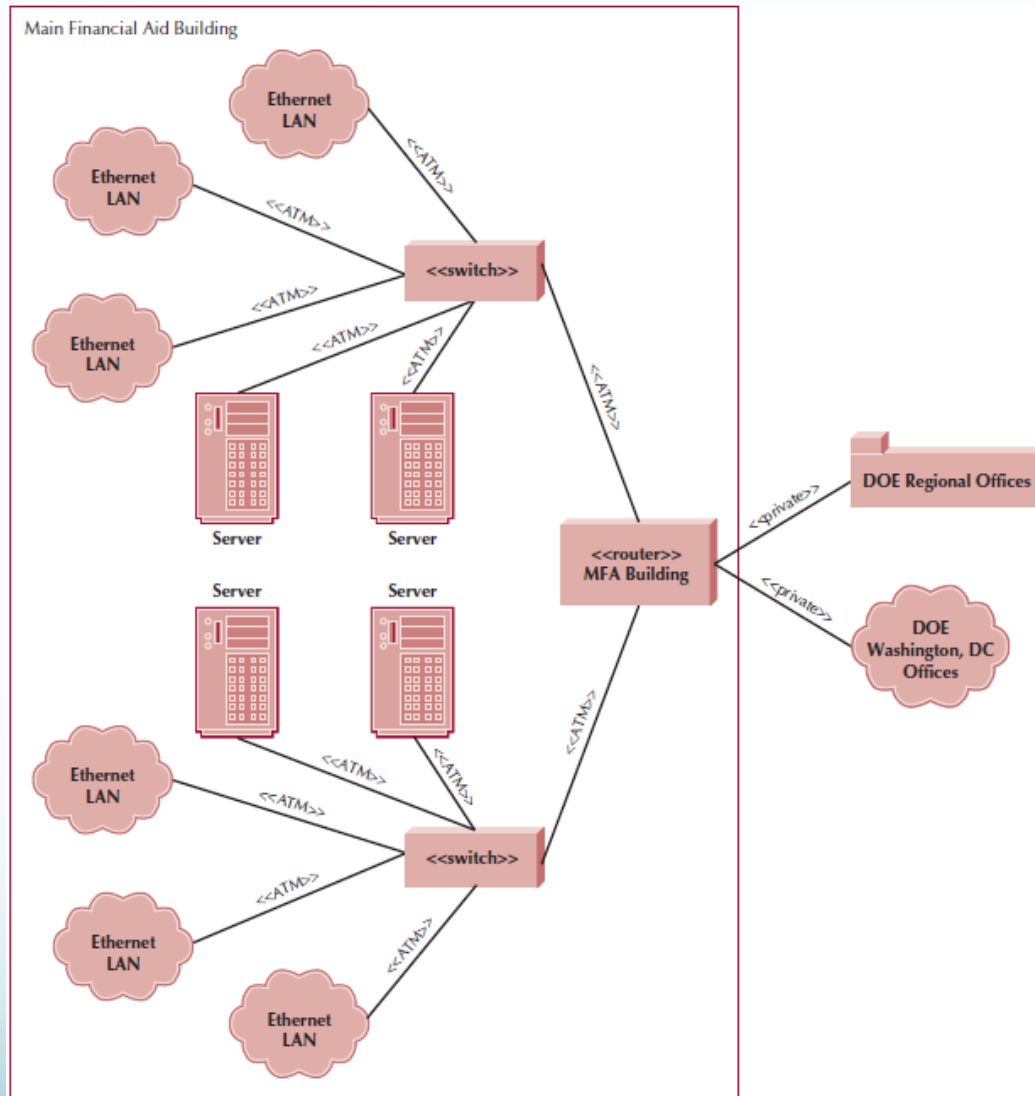 Main Financial Aid Building
Ethernet
LAN
<<ATM>>
Ethernet
LAN
<<ATM>>
<<switch>>
<<ATM>>
Ethernet
LAN
<<ATM>>
<<ATM>>
<<ATM>>
Server
Server
<<router>>
MFA Building
<<private>>
DOE Regional Offices
<<private>>
DOE
Washington, DC
Offices
Server
Server
<<ATM>>
<<ATM>>
<<ATM>>
Ethernet
LAN
<<ATM>>
<<switch>>
<<ATM>>
Ethernet
LAN
<<ATM>>
Ethernet
LAN